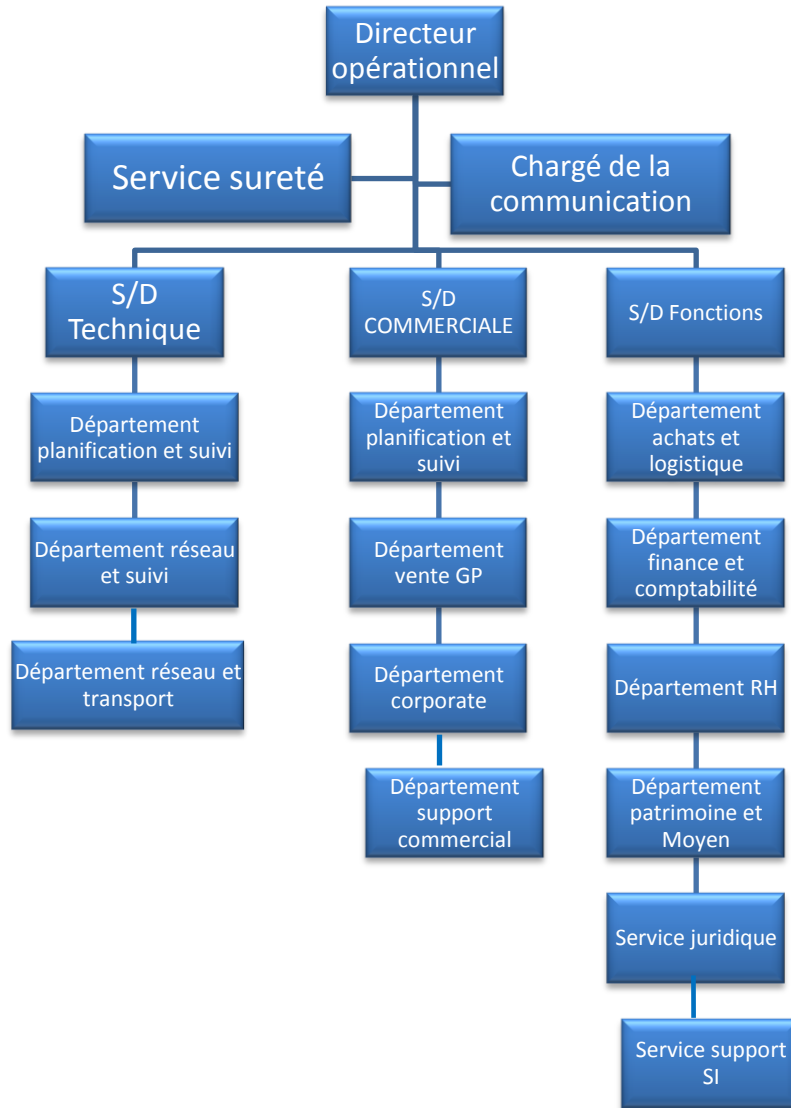 Directeur
opérationnel
Service sureté
Chargé de la
communication
S/D
Technique
S/D
COMMERCIALE
S/D Fonctions
Département
planification et suivi
Département
planification et
suivi
Département
achats et
logistique
Département réseau
et suivi
Département
vente GP
Département
finance et
comptabilité
Département réseau et
transport
Département
corporate
Département RH
Département
support
commercial
Département
patrimoine et
Moyen
Service juridique
Service support
SI